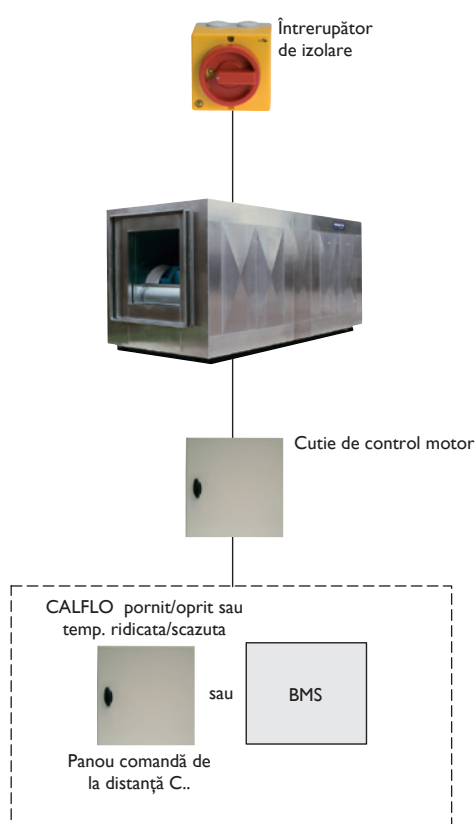 Întrerupător
de izolare
Cutie de control motor
CALFLO pornit/oprit sau
temp. ridicata/scazuta
sau
BMS
Panou comandă de
la distanță C..